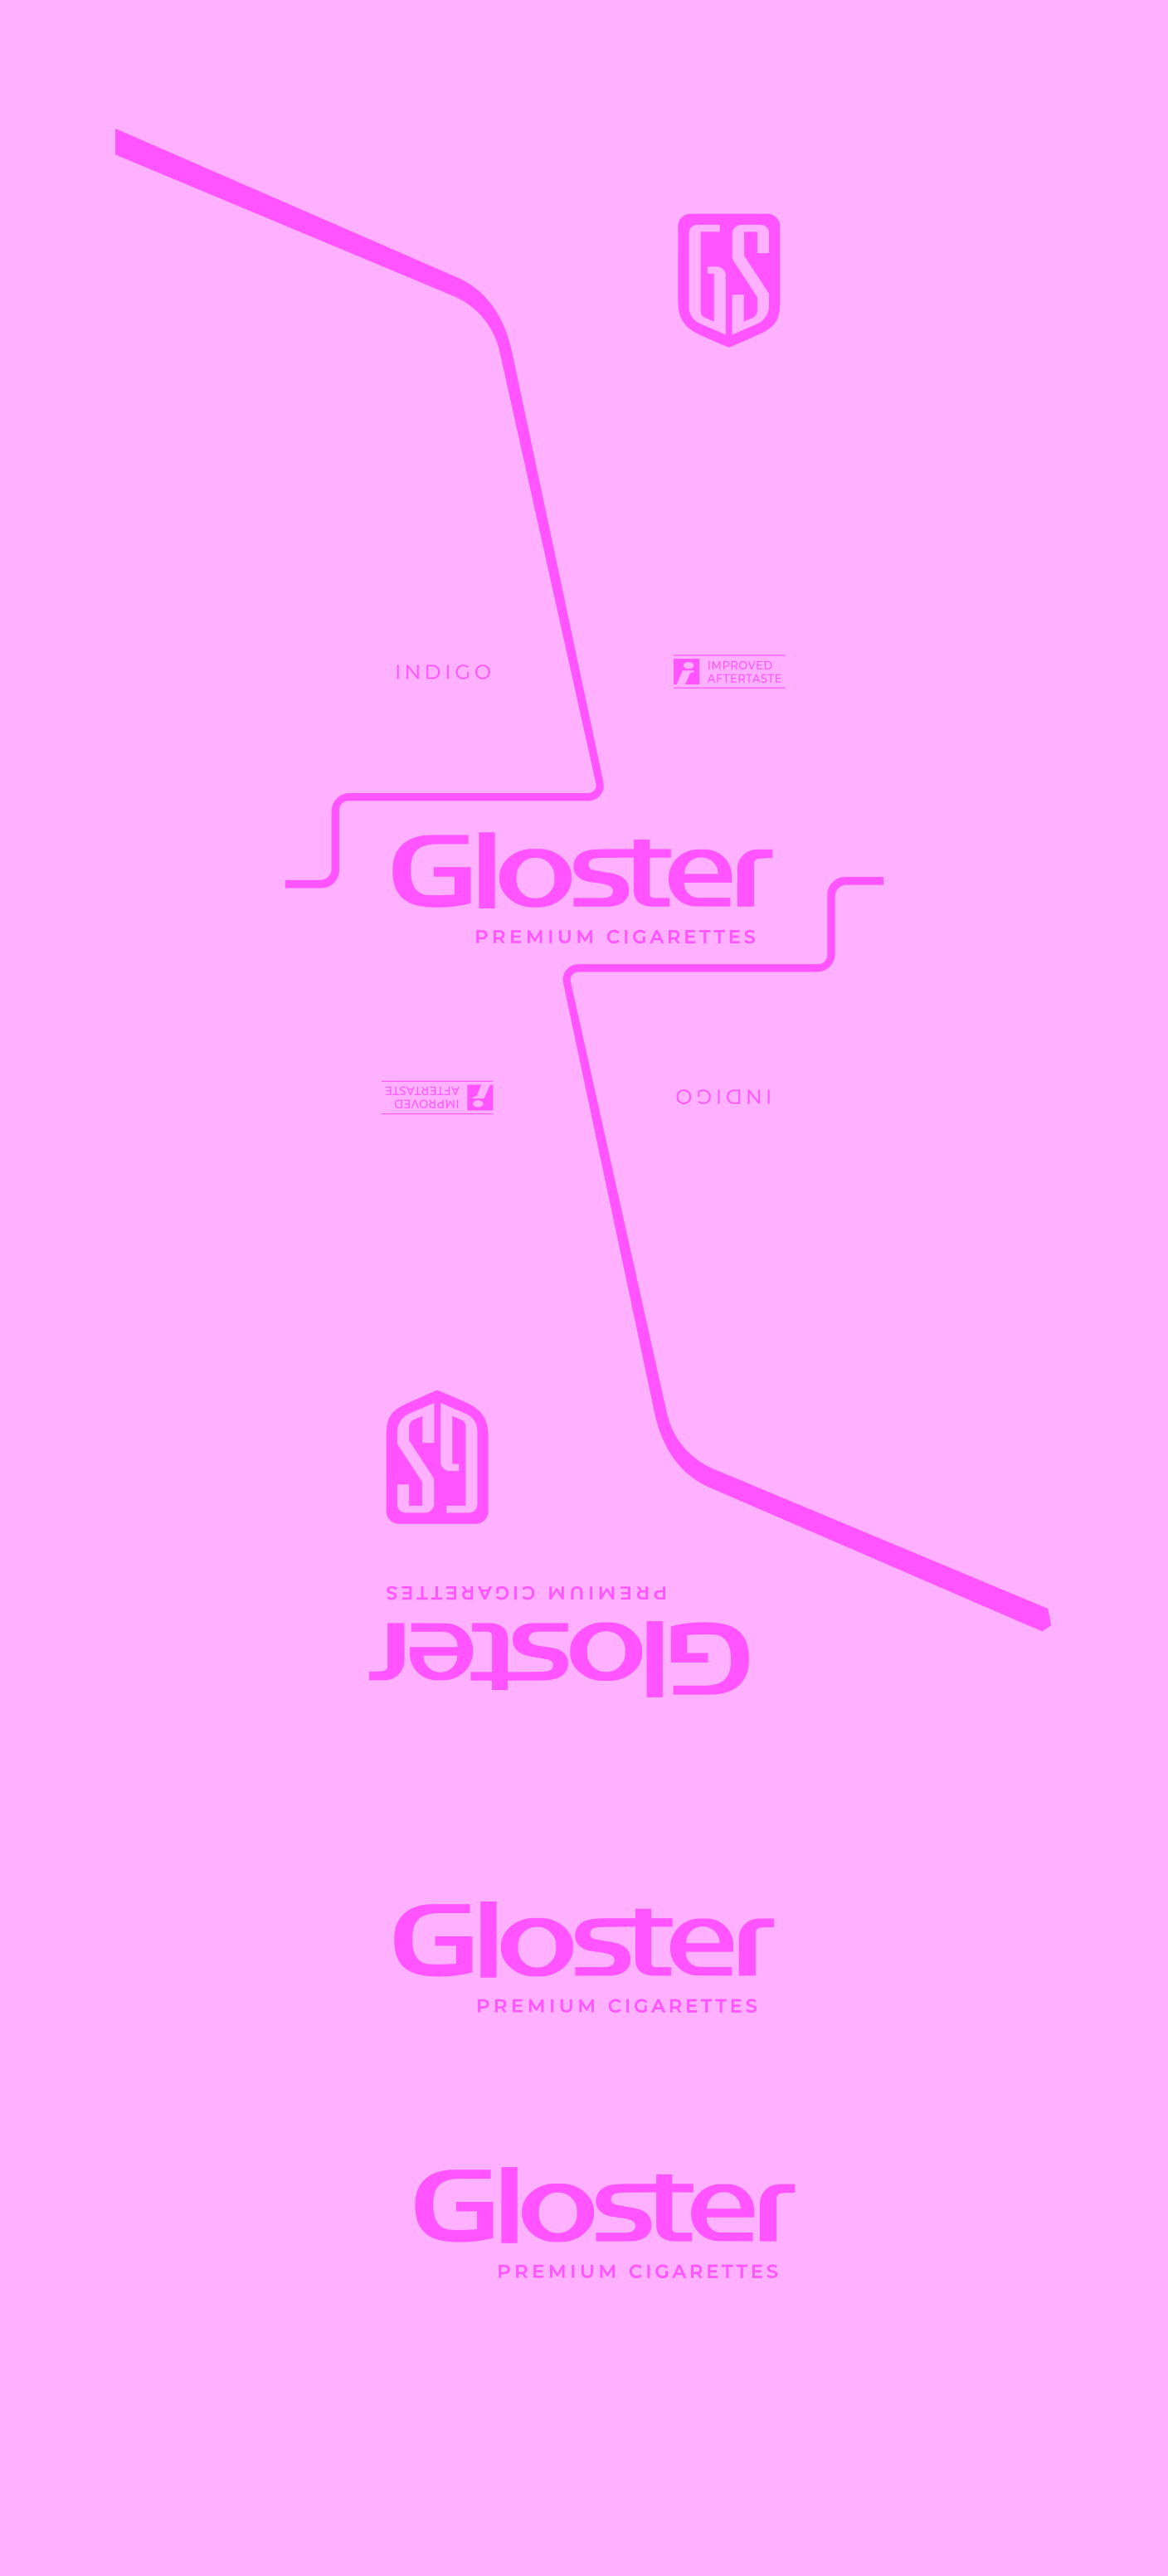 GS
INDIGO
IMPROVED
AFTERTASTE
Gloster
PREMIUM CIGARETTES
IMPROVED
AFTERTASTE
INDIGO
GS
Gloster
PREMIUM CIGARETTES
Gloster
PREMIUM CIGARETTES
Gloster
PREMIUM CIGARETTES